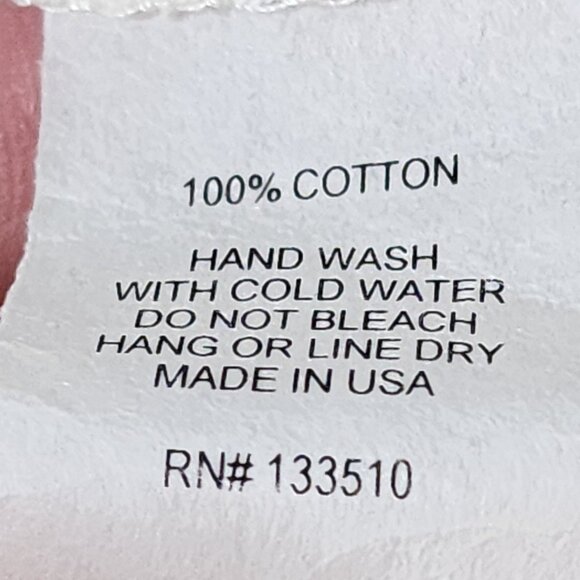 100% COTTON
HAND WASH
WITH COLD WATER
DO NOT BLEACH
HANG OR LINE DRY
MADE IN USA
RN# 133510